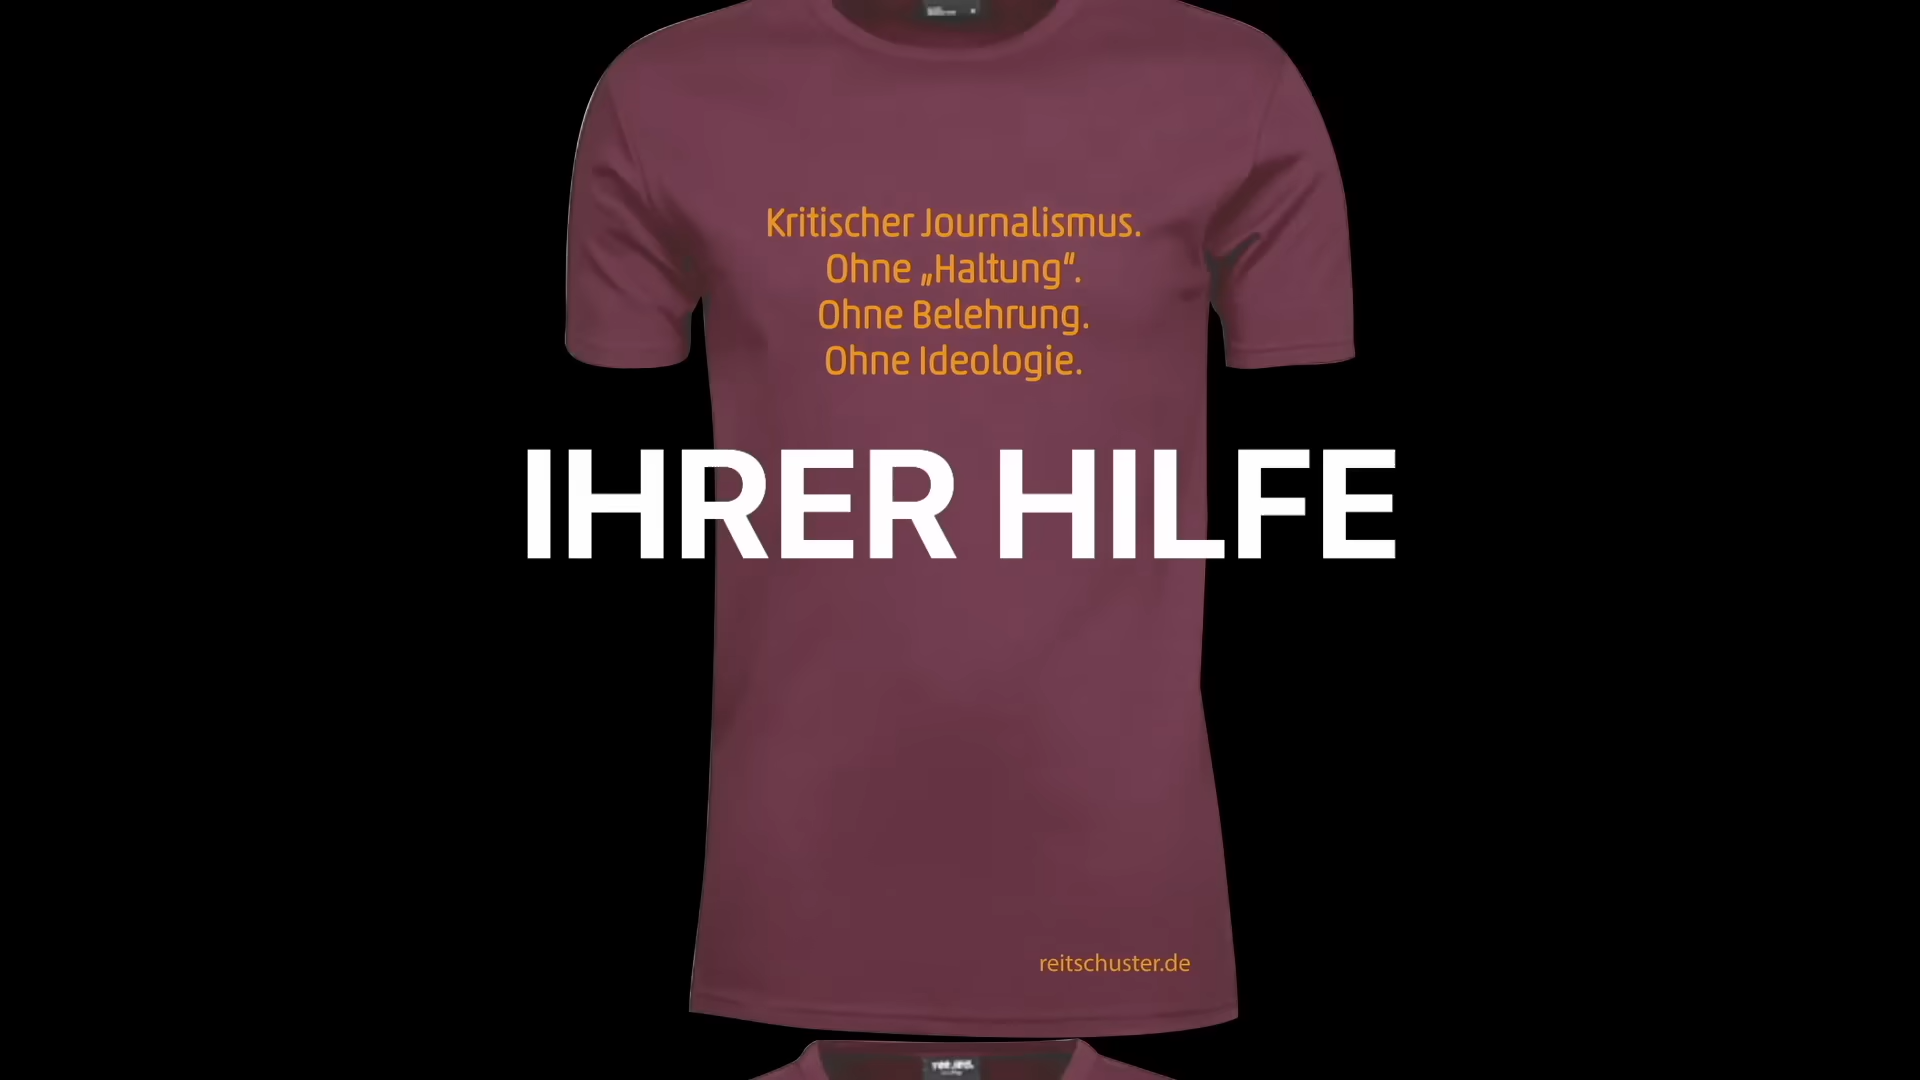 Kritischer Journalismus.
Ohne „Haltung“.
Ohne Belehrung.
Ohne Ideologie.
IHRER HILFE
reitschuster.de